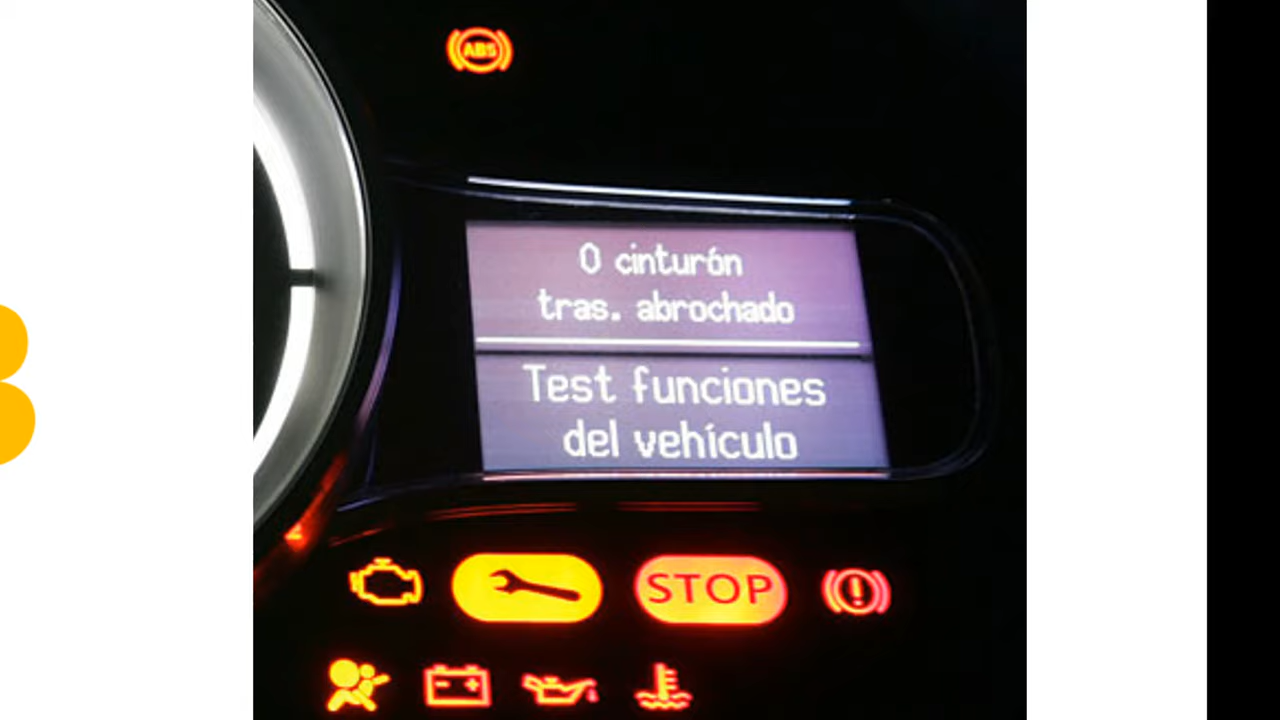 ABS
0 cinturón
tras. abrochado
Test funciones
del vehículo
STOP